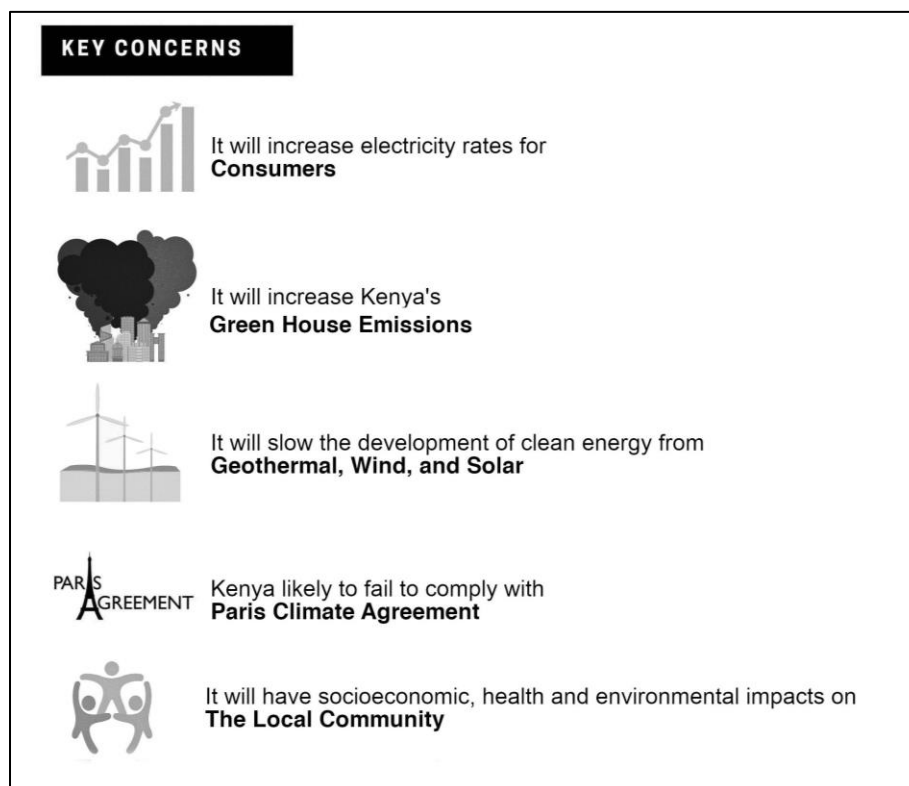 KEY CONCERNS
It will increase electricity rates for
Consumers
It will increase Kenya's
Green House Emissions
It will slow the development of clean energy from
Geothermal, Wind, and Solar
PARIS
AGREEMENT
Kenya likely to fail to comply with
Paris Climate Agreement
It will have socioeconomic, health and environmental impacts on
The Local Community